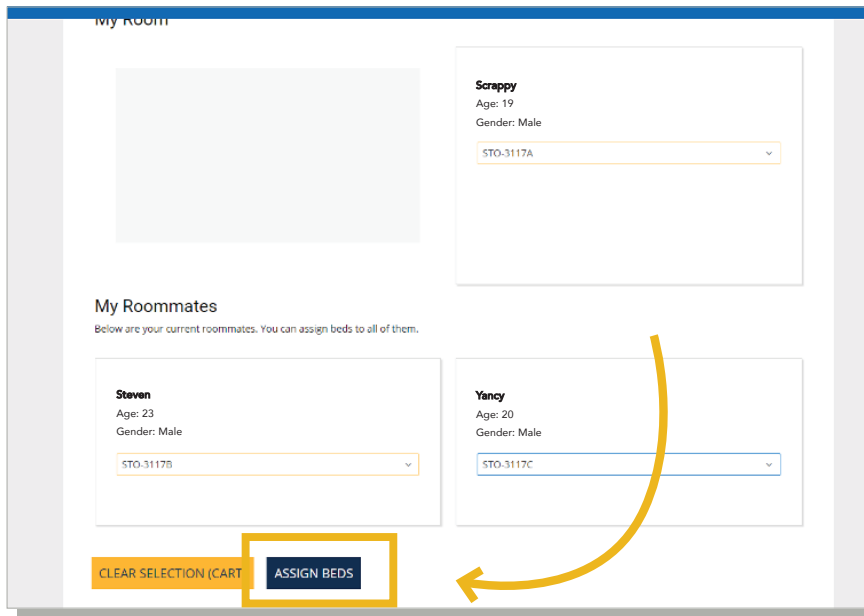 My Room
Scrappy
Age: 19
Gender: Male
STO-3117A
My Roommates
Below are your current roommates. You can assign beds to all of them.
Steven
Age: 23
Gender: Male
STO-3117B
Yancy
Age: 20
Gender: Male
STO-3117C
CLEAR SELECTION (CART
ASSIGN BEDS